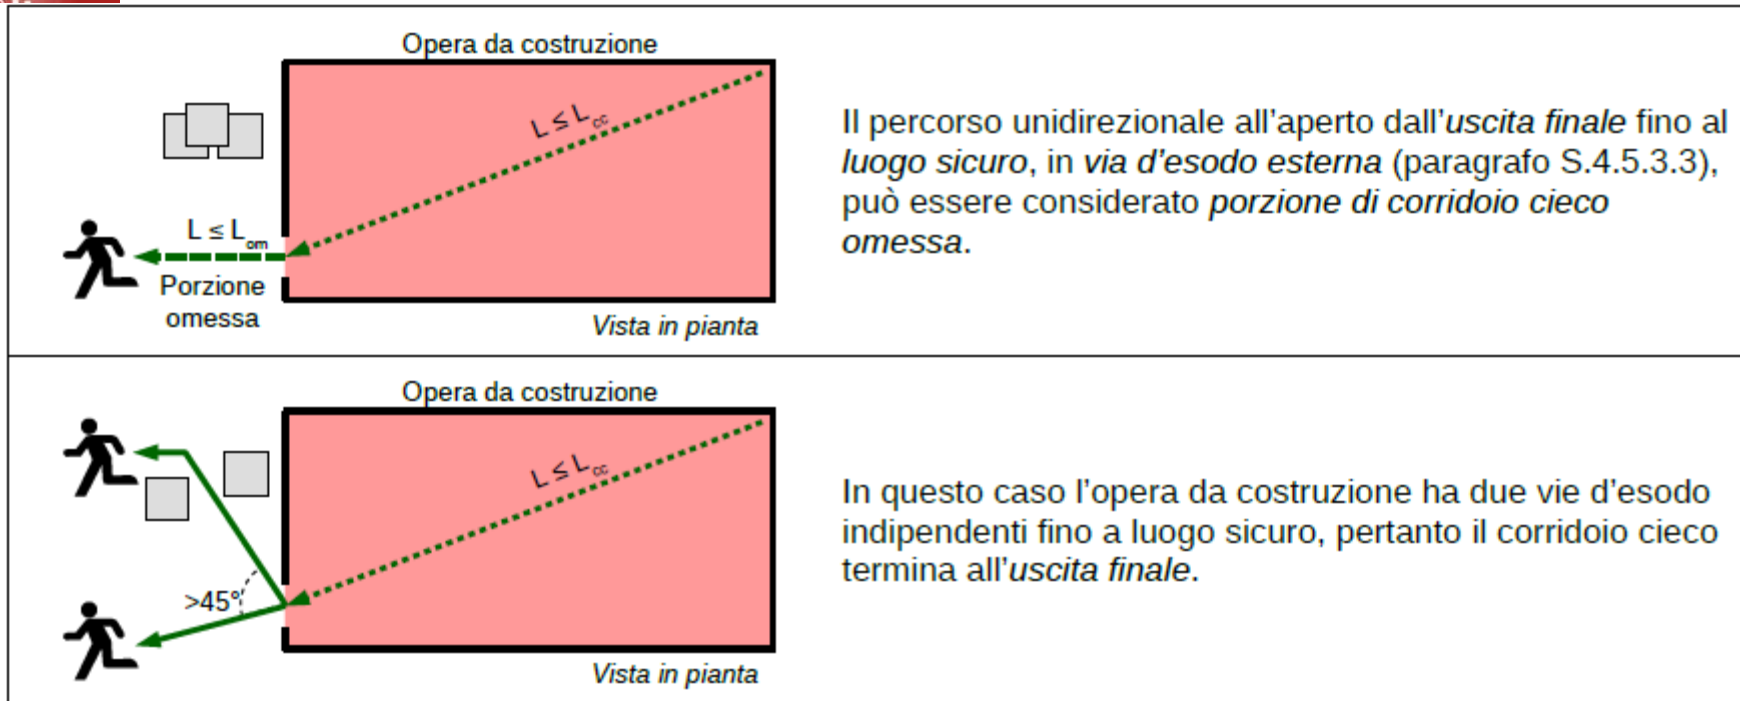 Opera da costruzione
L ≤ Lcc
L ≤ Lom
Porzione
omessa
Vista in pianta
Il percorso unidirezionale all’aperto dall’uscita finale fino al
luogo sicuro, in via d’esodo esterna (paragrafo S.4.5.3.3),
può essere considerato porzione di corridoio cieco
omessa.
Opera da costruzione
L ≤ Lcc
>45°
Vista in pianta
In questo caso l’opera da costruzione ha due vie d’esodo
indipendenti fino a luogo sicuro, pertanto il corridoio cieco
termina all’uscita finale.